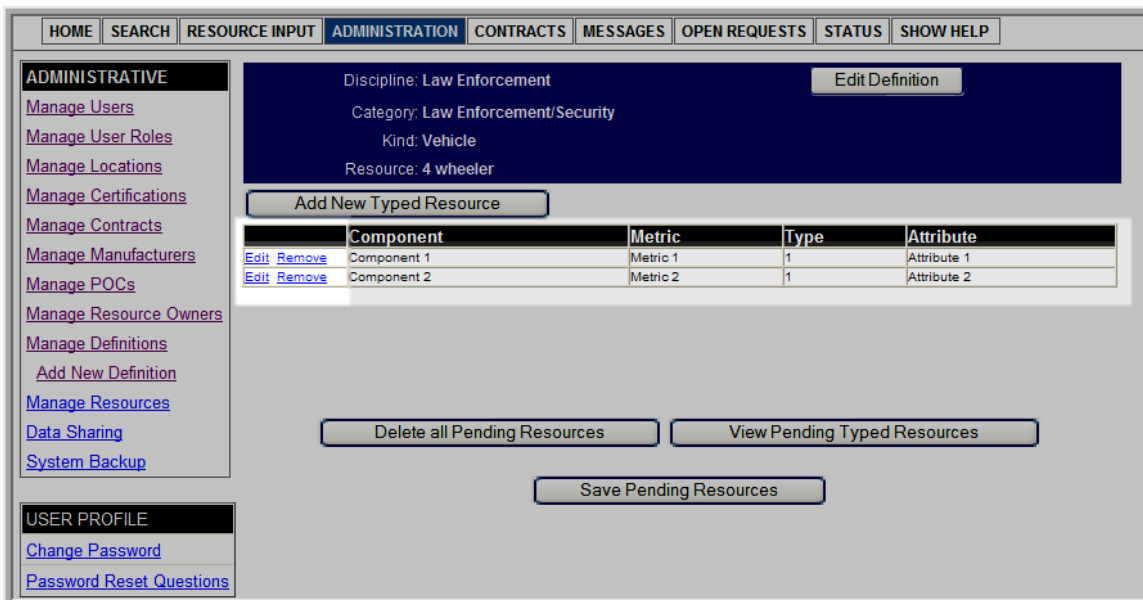 HOME SEARCH RESOURCE INPUT ADMINISTRATION CONTRACTS MESSAGES OPEN REQUESTS STATUS SHOW HELP
ADMINISTRATIVE
Manage Users
Manage User Roles
Manage Locations
Manage Certifications
Manage Contracts
Manage Manufacturers
Manage POCs
Manage Resource Owners
Manage Definitions
Add New Definition
Manage Resources
Data Sharing
System Backup
USER PROFILE
Change Password
Password Reset Questions
Discipline: Law Enforcement
Edit Definition
Category: Law Enforcement/Security
Kind: Vehicle
Resource: 4 wheeler
Add New Typed Resource
Component Metric Type Attribute
Edit Remove Component 1 Metric 1 1 Attribute 1
Edit Remove Component 2 Metric 2 1 Attribute 2
Delete all Pending Resources View Pending Typed Resources
Save Pending Resources